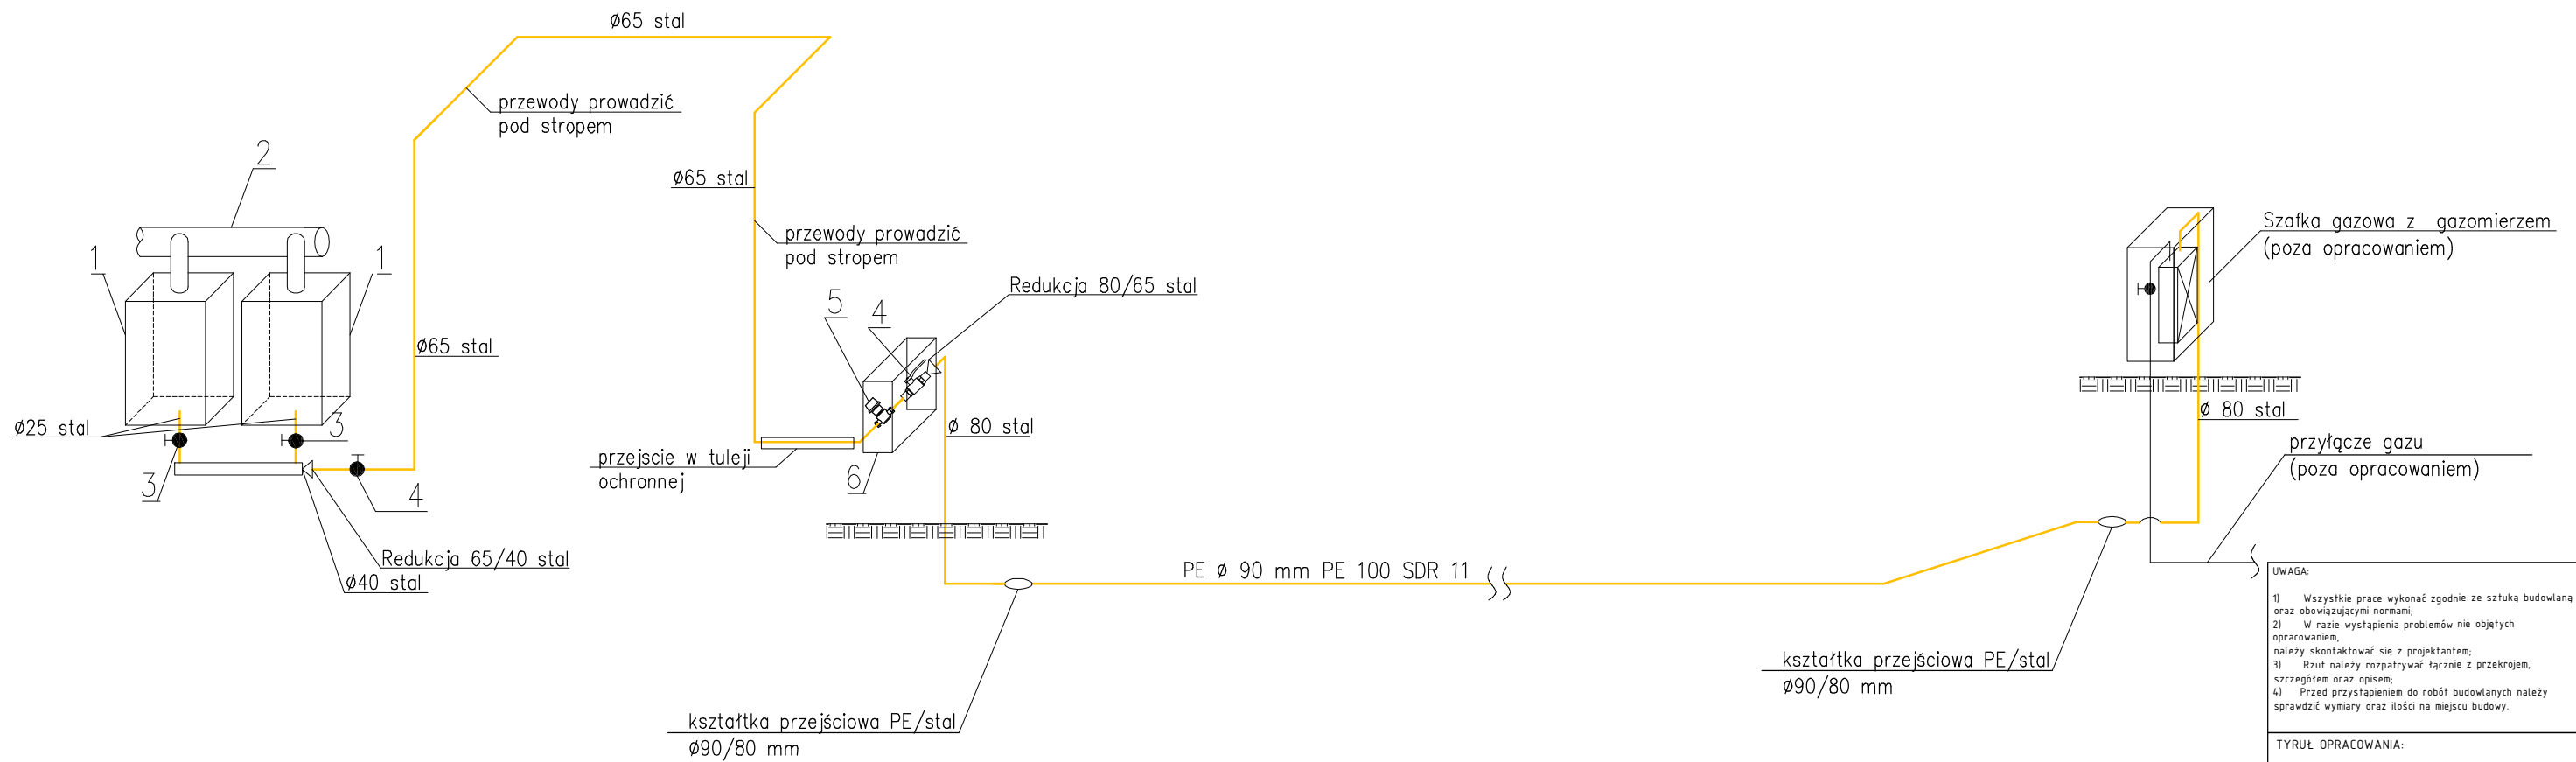 Ø65 stal
przewody prowadzić
pod stropem
2
Ø65 stal
1
1
przewody prowadzić
pod stropem
Szafka gazowa z gazomierzem
(poza opracowaniem)
Redukcja 80/65 stal
5
4
Ø65 stal
Ø25 stal
3
Ø 80 stal
Ø 80 stal
przejscie w tuleji
ochronnej
6
przyłącze gazu
(poza opracowaniem)
3
4
Redukcja 65/40 stal
Ø40 stal
PE Ø 90 mm PE 100 SDR 11
UWAGA:
1) Wszystkie prace wykonać zgodnie ze sztuką budowlaną
oraz obowiązującymi normami;
2) W razie wystąpienia problemów nie objętych
opracowaniem,
należy skontaktować się z projektantem;
3) Rzut należy rozpatrywać łącznie z przekrojem,
szczegółem oraz opisem;
4) Przed przystąpieniem do robót budowlanych należy
sprawdzić wymiary oraz ilości na miejscu budowy.
kształtka przejściowa PE/stal
Ø90/80 mm
kształtka przejściowa PE/stal
Ø90/80 mm
TYRUŁ OPRACOWANIA: